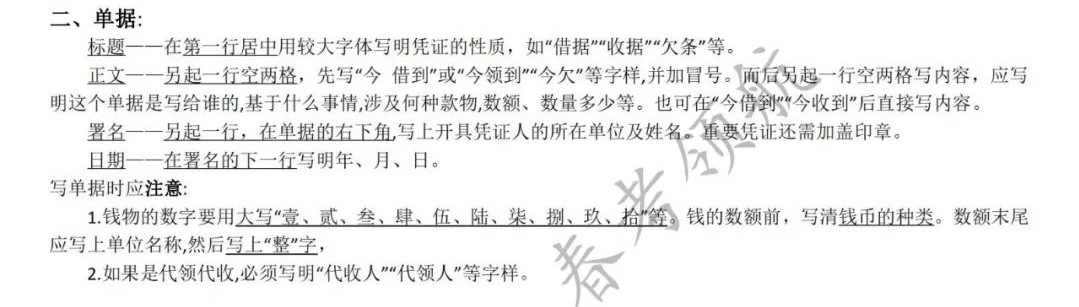 二、单据:
标题——在第一行居中用较大字体写明凭证的性质，如“借据”“收据”“欠条”等。
正文——另起一行空两格，先写“今 借到”或“今领到”“今欠”等字样,并加冒号。而后另起一行空两格写内容，应写
明这个单据是写给谁的,基于什么事情,涉及何种款物,数额、数量多少等。也可在“今借到”“今收到”后直接写内容。
署名——另起一行，在单据的右下角,写上开具凭证人的所在单位及姓名。重要凭证还需加盖印章。
日期——在署名的下一行写明年、月、日。
写单据时应注意:
1.钱物的数字要用大写“壹、贰、叁、肆、伍、陆、柒、捌、玖、拾”等。钱的数额前，写清钱币的种类。数额末尾
应写上单位名称,然后写上“整”字，
2.如果是代领代收,必须写明“代收人”“代领人”等字样。
春考领航